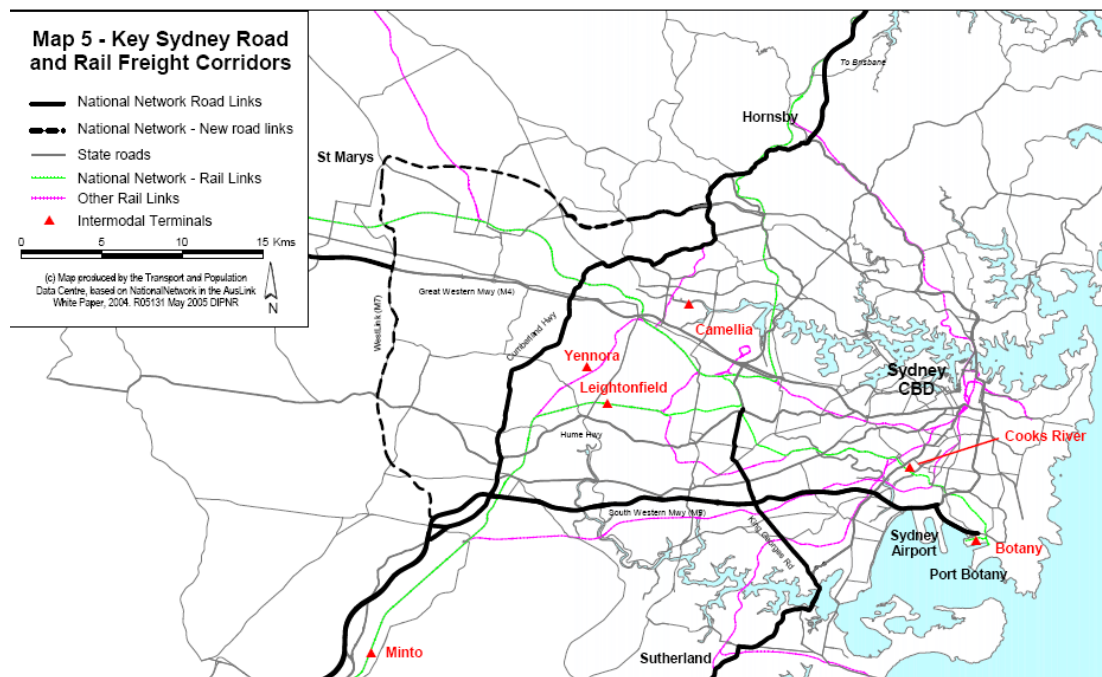 Map 5 - Key Sydney Road
and Rail Freight Corridors
National Network Road Links
National Network - New road links
State roads
National Network - Rail Links
Other Rail Links
Intermodal Terminals
0 5 10 15 Kms
(c) Map produced by the Transport and Population
Data Centre, based on NationalNetwork in the AusLink
White Paper, 2004. R05131 May 2005 DIPNR
N
To Brisbane
Hornsby
St Marys
Great Western Mwy (M4)
WestLink (M7)
Cumberland Hwy
Camellia
Yennora
Leightonfield
Sydney
CBD
Hume Hwy
Cooks River
South Western Mwy (M5)
King Georges Rd
Sydney
Airport
Botany
Port Botany
Minto
Sutherland